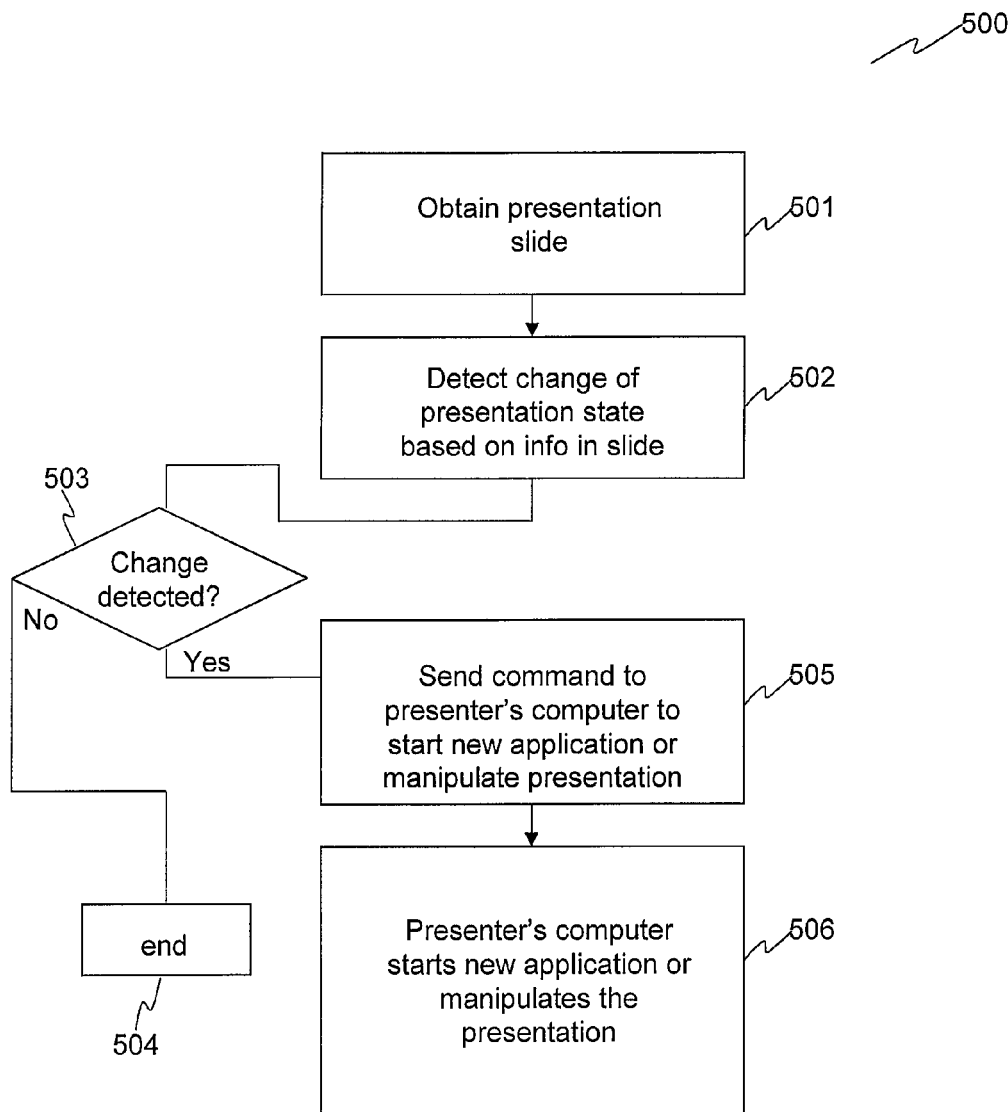 500
Obtain presentation
slide
501
Detect change of
presentation state
based on info in slide
502
503
Change
detected?
No
Yes
Send command to
presenter's computer to
start new application or
manipulate presentation
505
end
504
Presenter's computer
starts new application or
manipulates the
presentation
506